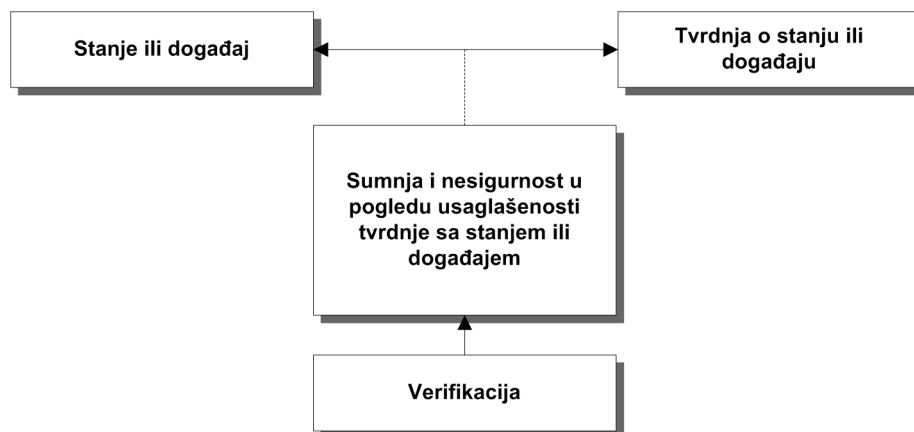 Stanje ili događaj
Tvrdnja o stanju ili
događaju
Sumnja i nesigurnost u
pogledu usaglašenosti
tvrdnje sa stanjem ili
događajem
Verifikacija